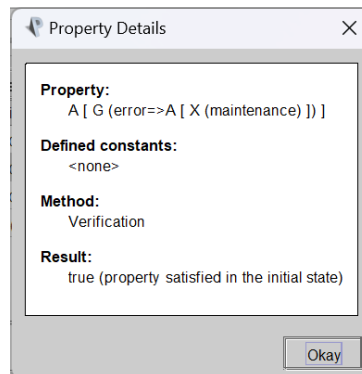 Property Details
Property:
A [ G (error=>A [ X (maintenance) ]) ]
Defined constants:
<none>
Method:
Verification
Result:
true (property satisfied in the initial state)
Okay